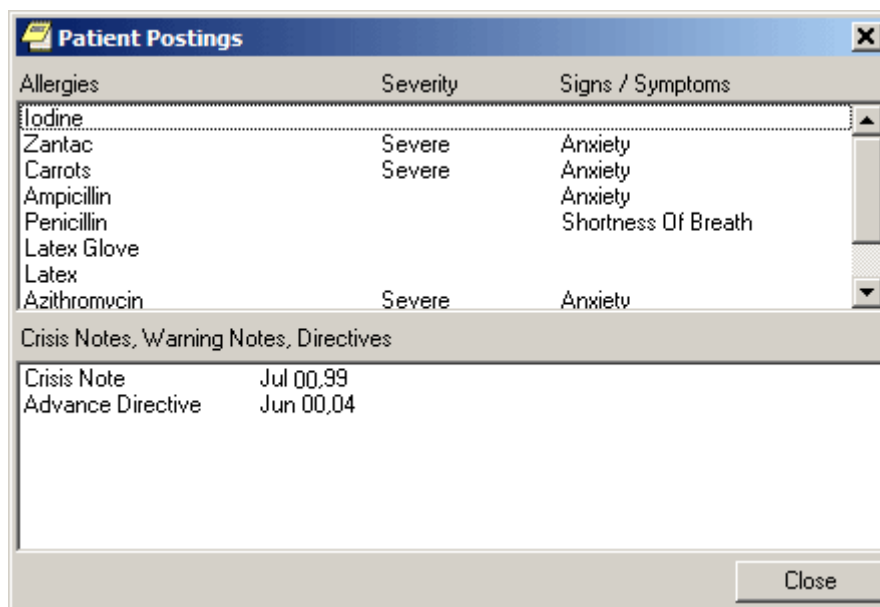 Patient Postings
Allergies Severity Signs / Symptoms
Iodine
Zantac Severe Anxiety
Carrots Severe Anxiety
Ampicillin Anxiety
Penicillin Shortness Of Breath
Latex Glove
Latex
Azithromycin Severe Anxiety
Crisis Notes, Warning Notes, Directives
Crisis Note Jul 00,99
Advance Directive Jun 00,04
Close